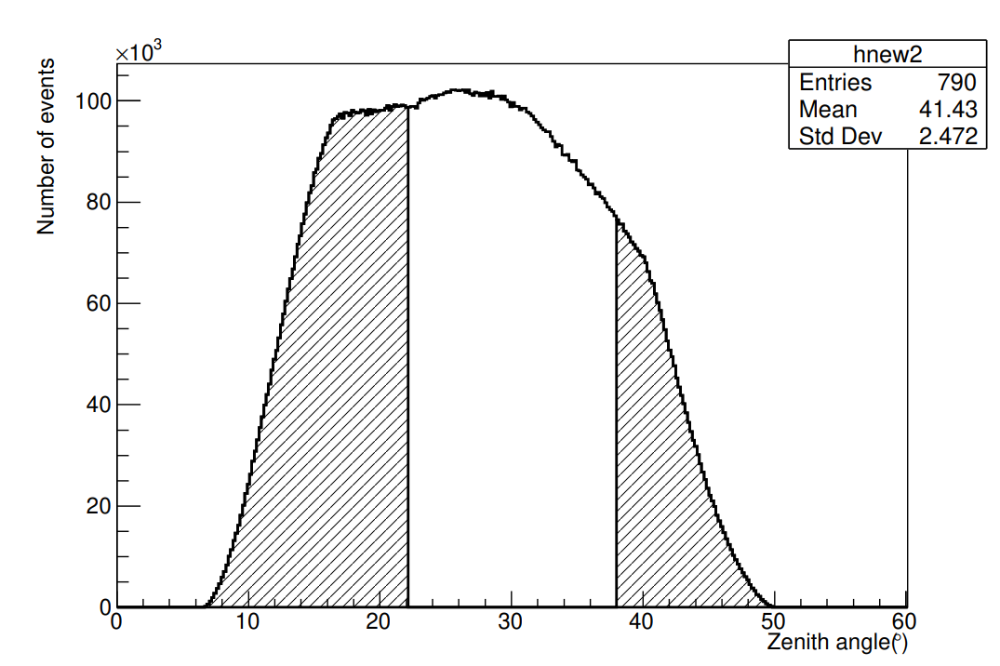 ×10³
hnew2
Entries 790
Mean 41.43
Std Dev 2.472
Number of events
100
80
60
40
20
0
0 10 20 30 40 50 60
Zenith angle(°)